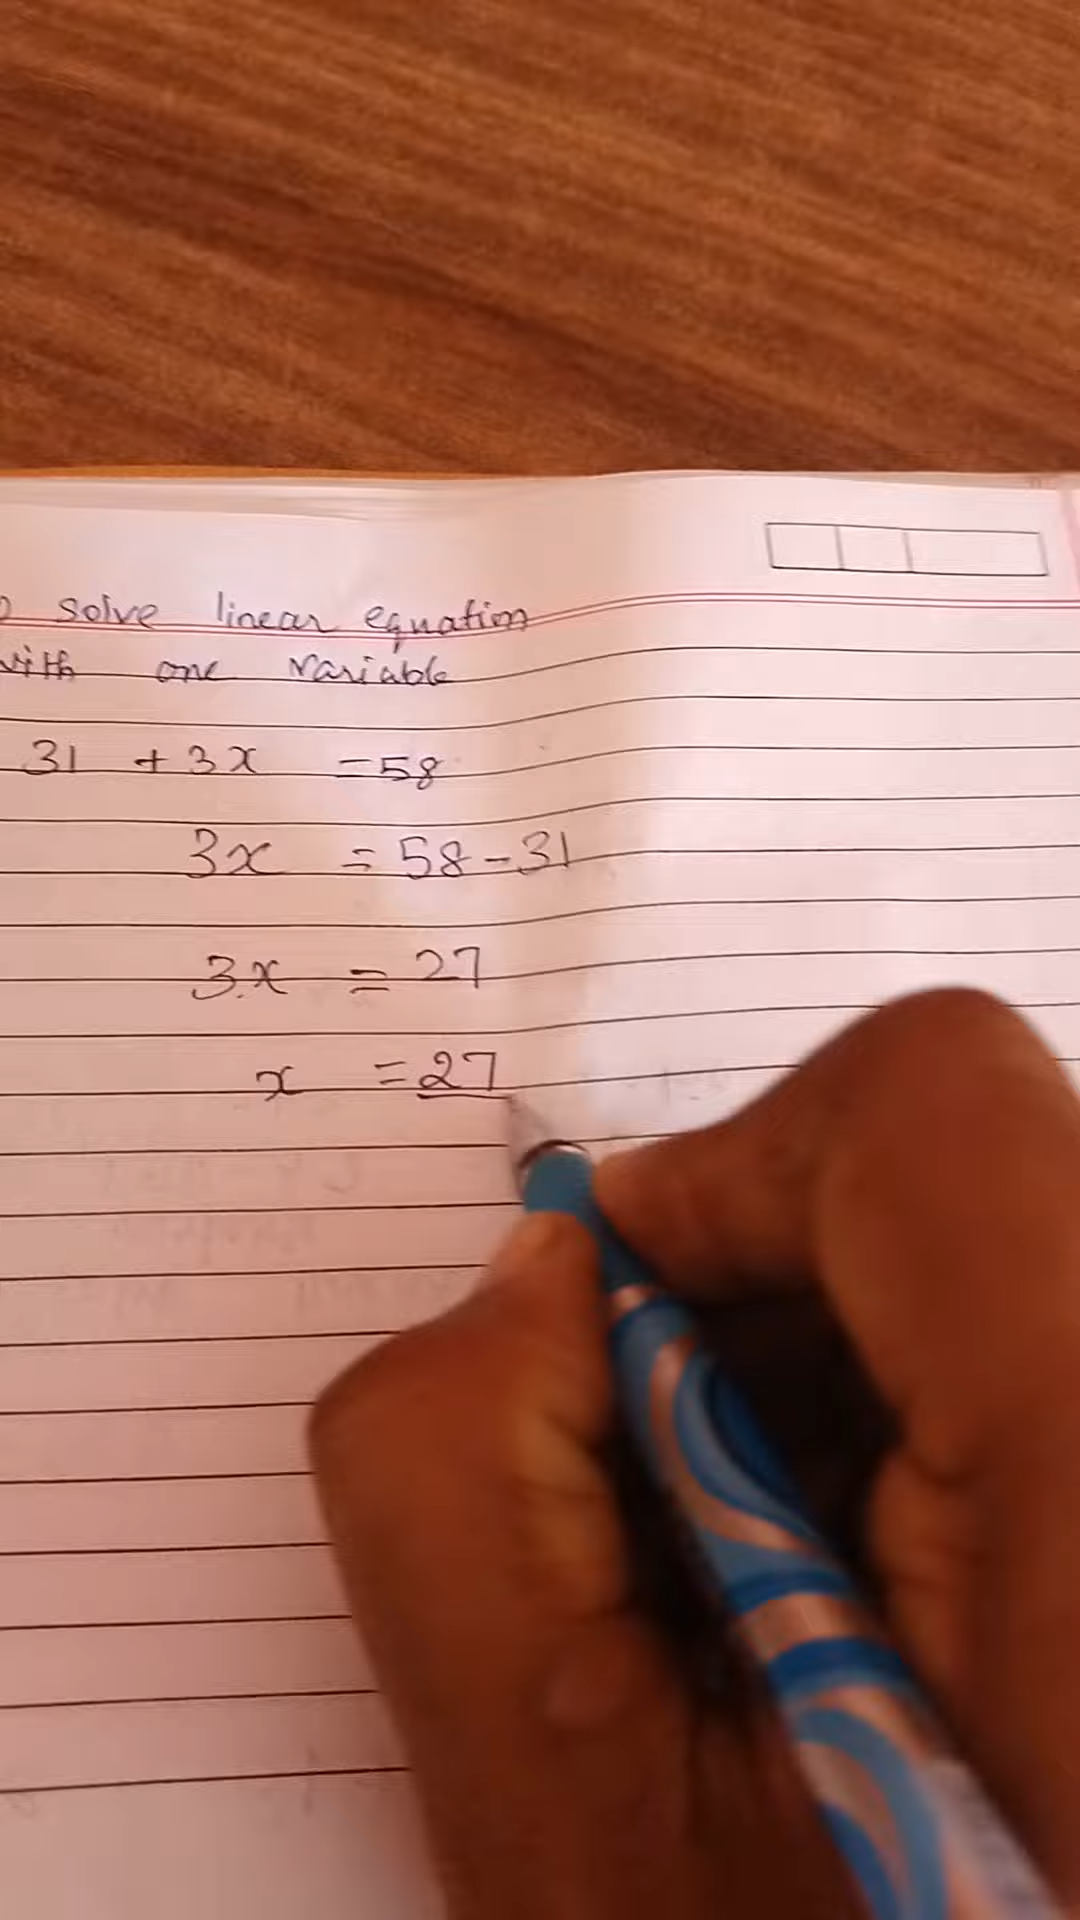 solve linear equation
with one variable
31 + 3x = 58
3x = 58 - 31
3x = 27
x = 27